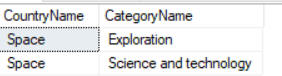 CountryName CategoryName
Space Exploration
Space Science and technology